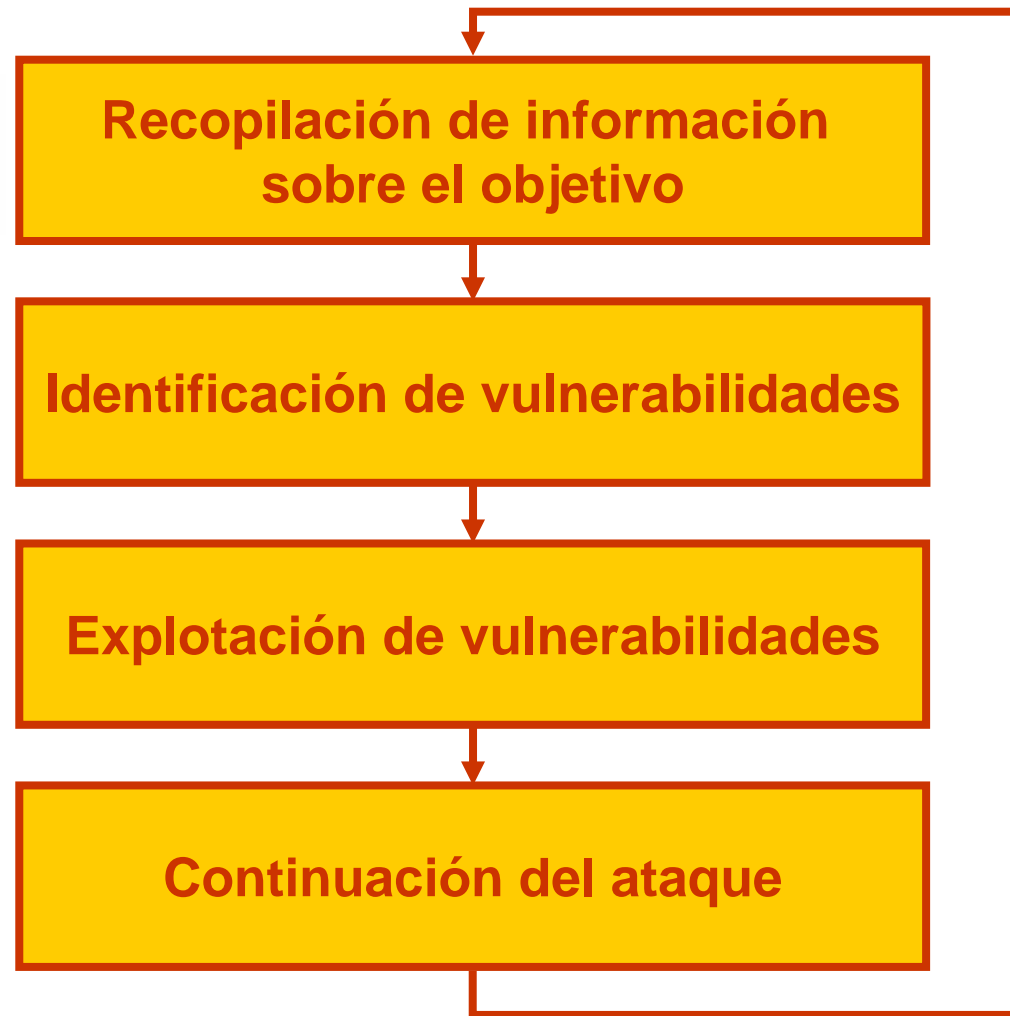 Recopilación de información
sobre el objetivo
Identificación de vulnerabilidades
Explotación de vulnerabilidades
Continuación del ataque